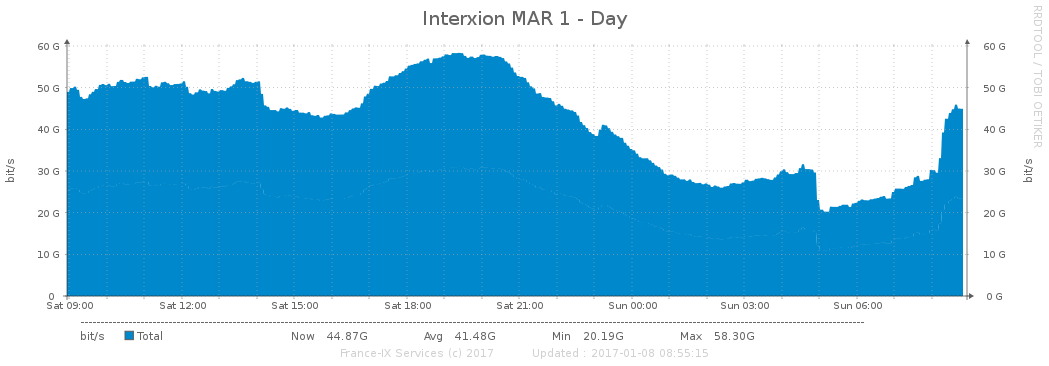 Interxion MAR 1 - Day
RRDTOOL / TOBI OETIKER
bit/s
bit/s
60 G 60 G
50 G 50 G
40 G 40 G
30 G 30 G
20 G 20 G
10 G 10 G
0 0 G
Sat 09:00 Sat 12:00 Sat 15:00 Sat 18:00 Sat 21:00 Sun 00:00 Sun 03:00 Sun 06:00
bit/s Total Now 44.87G Avg 41.48G Min 20.19G Max 58.30G
France-IX Services (c) 2017 Updated : 2017-01-08 08:55:15